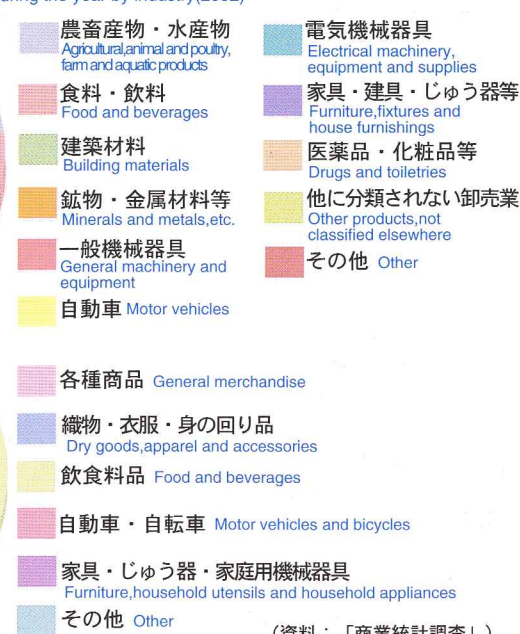 during the year by industry(2002)
農畜産物・水産物
Agricultural,animal and poultry,
farm and aquatic products
食料・飲料
Food and beverages
建築材料
Building materials
鉱物・金属材料等
Minerals and metals,etc.
一般機械器具
General machinery and
equipment
自動車 Motor vehicles
電気機械器具
Electrical machinery,
equipment and supplies
家具・建具・じゅう器等
Furniture,fixtures and
house furnishings
医薬品・化粧品等
Drugs and toiletries
他に分類されない卸売業
Other products,not
classified elsewhere
その他 Other
各種商品 General merchandise
織物・衣服・身の回り品
Dry goods,apparel and accessories
飲食料品 Food and beverages
自動車・自転車 Motor vehicles and bicycles
家具・じゅう器・家庭用機械器具
Furniture,household utensils and household appliances
その他 Other
（資料：「商業統計調査」）